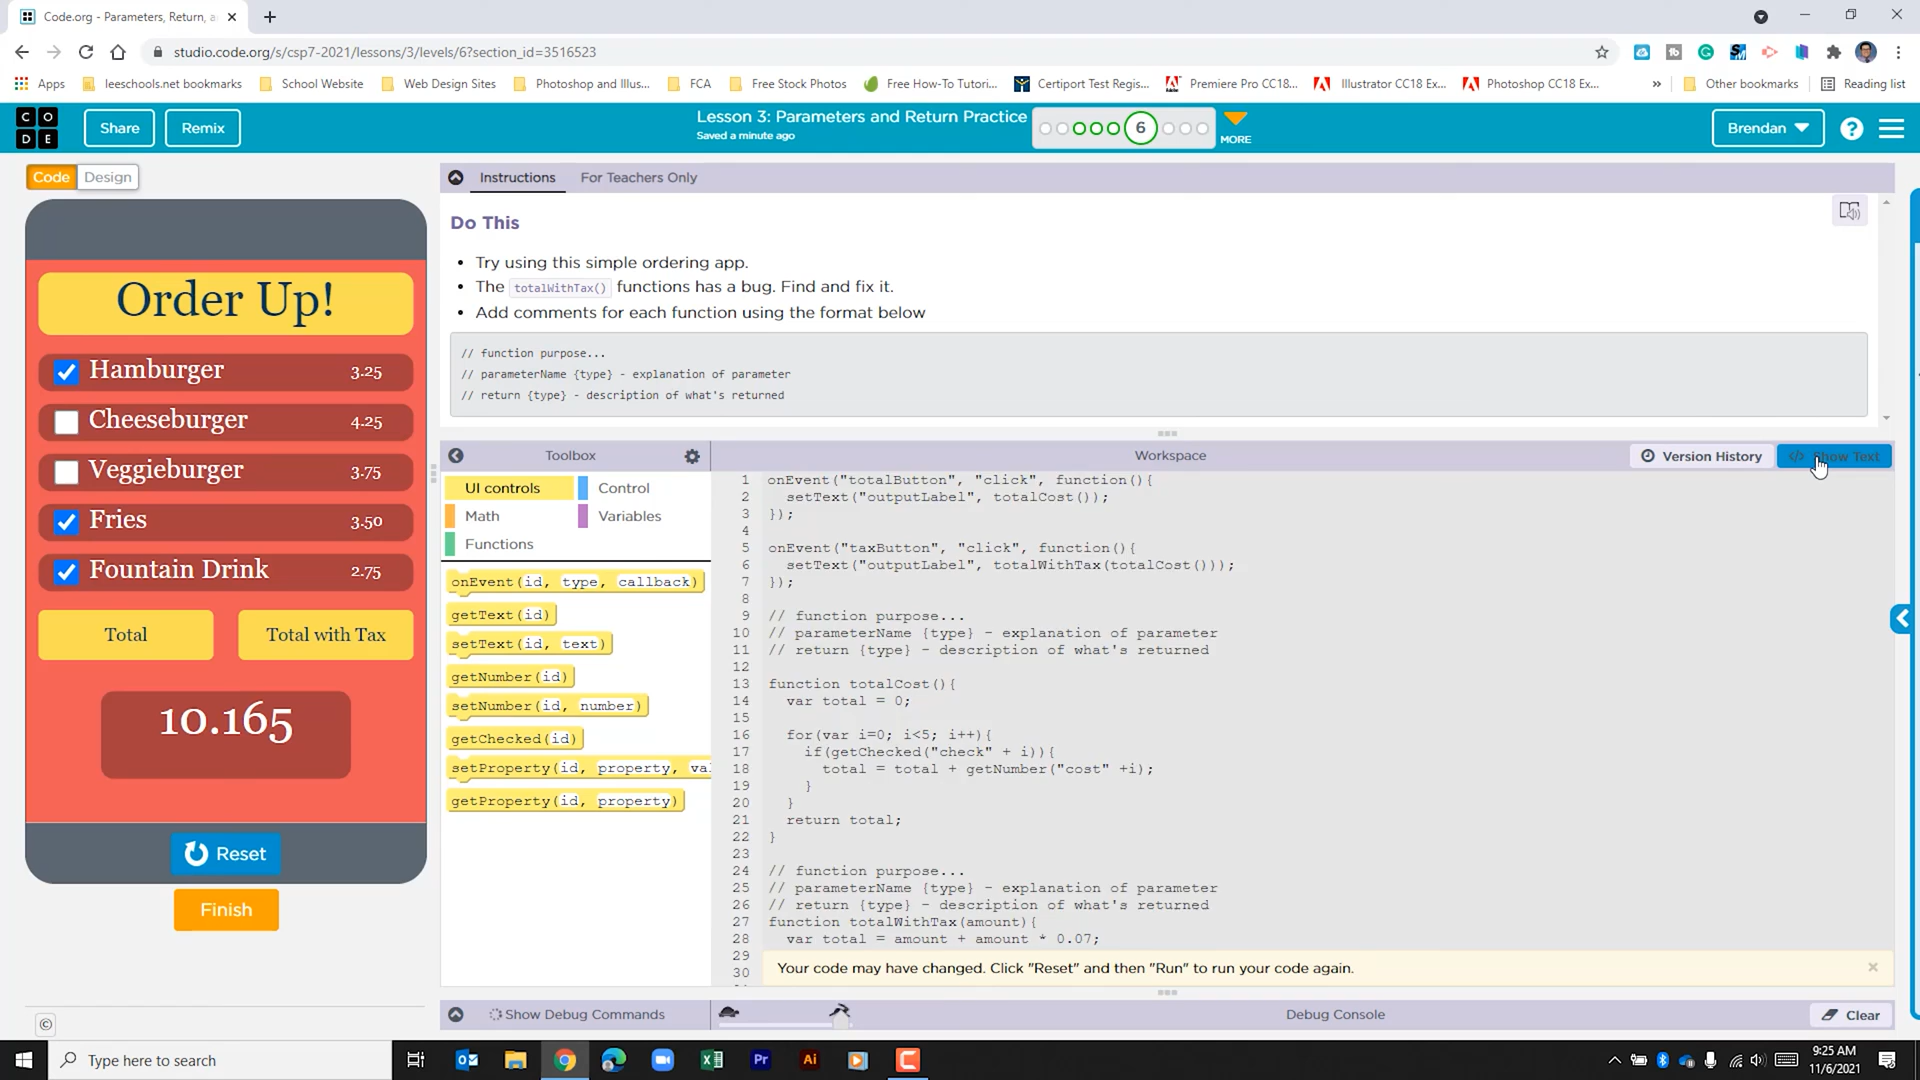 Code.org - Parameters, Return, a
studio.code.org/s/csp7-2021/lessons/3/levels/6?section_id=3516523
Apps
leeschools.net bookmarks
School Website
Web Design Sites
Photoshop and Illus...
FCA
Free Stock Photos
Free How-To Tutori...
Certiport Test Regis...
Premiere Pro CC18...
Illustrator CC18 Ex...
Photoshop CC18 Ex...
»
Other bookmarks
Reading list
C O
D E
Share
Remix
Lesson 3: Parameters and Return Practice
Saved a minute ago
6
MORE
Brendan
?
Code
Design
Instructions
For Teachers Only
Do This
• Try using this simple ordering app.
• The totalWithTax() functions has a bug. Find and fix it.
• Add comments for each function using the format below
// function purpose...
// parameterName {type} - explanation of parameter
// return {type} - description of what's returned
Order Up!
Hamburger 3.25
Cheeseburger 4.25
Veggieburger 3.75
Fries 3.50
Fountain Drink 2.75
Total
Total with Tax
10.165
Reset
Finish
©
Toolbox
Workspace
Version History
</> Show Text
UI controls
Control
Math
Variables
Functions
onEvent(id, type, callback)
getText(id)
setText(id, text)
getNumber(id)
setNumber(id, number)
getChecked(id)
setProperty(id, property, val
getProperty(id, property)
1 onEvent("totalButton", "click", function(){
2 setText("outputLabel", totalCost());
3 });
4
5 onEvent("taxButton", "click", function(){
6 setText("outputLabel", totalWithTax(totalCost()));
7 });
8
9 // function purpose...
10 // parameterName {type} - explanation of parameter
11 // return {type} - description of what's returned
12
13 function totalCost(){
14 var total = 0;
15
16 for(var i=0; i<5; i++){
17 if(getChecked("check" + i)){
18 total = total + getNumber("cost" +i);
19 }
20 }
21 return total;
22 }
23
24 // function purpose...
25 // parameterName {type} - explanation of parameter
26 // return {type} - description of what's returned
27 function totalWithTax(amount){
28 var total = amount + amount * 0.07;
29
30
Your code may have changed. Click "Reset" and then "Run" to run your code again.
Show Debug Commands
Debug Console
Clear
Type here to search
9:25 AM
11/6/2021